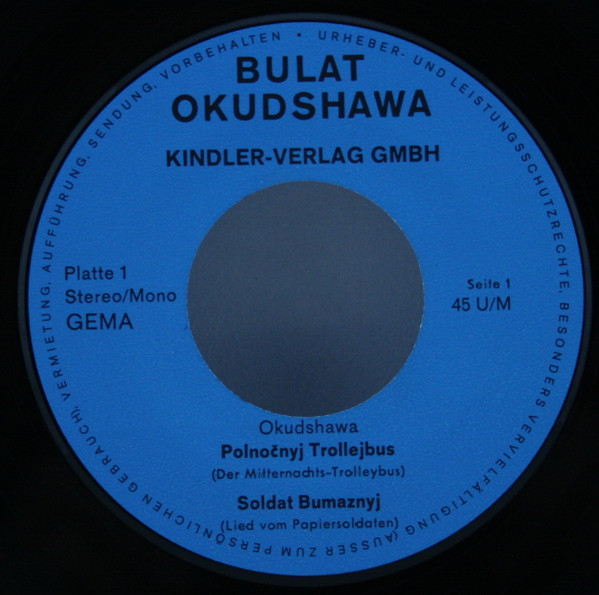 URHEBER- UND LEISTUNGSSCHUTZRECHTE, BESONDERS VERVIELFÄLTIGUNG (AUSSER ZUM PERSÖNLICHEN GEBRAUCH), VERMIETUNG, AUFFÜHRUNG, SENDUNG, VORBEHALTEN •
BULAT
OKUDSHAWA
KINDLER-VERLAG GMBH
Platte 1
Stereo/Mono
GEMA
Seite 1
45 U/M
Okudshawa
Polnočnyj Trollejbus
(Der Mitternachts-Trolleybus)
Soldat Bumaznyj
(Lied vom Papiersoldaten)